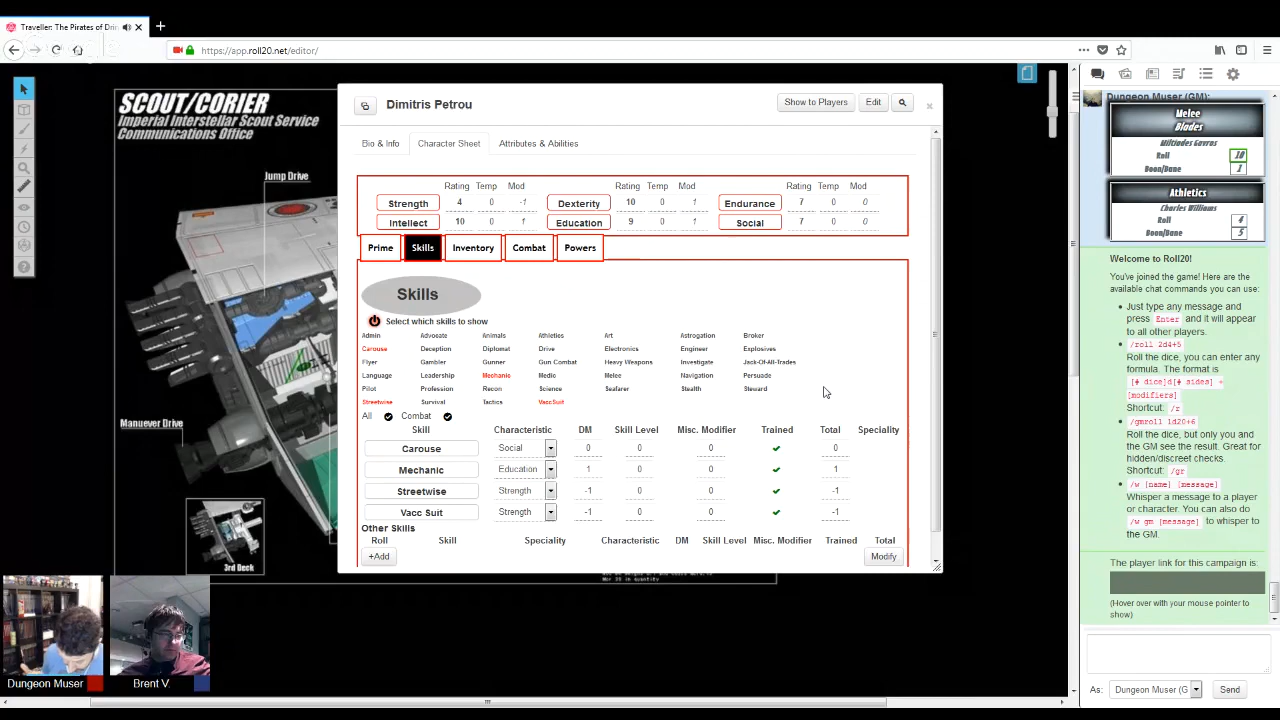 Traveller: The Pirates of Drin
https://app.roll20.net/editor/
SCOUT/CORIER
Imperial Interstellar Scout Service
Communications Office
Jump Drive
Manuever Drive
3rd Deck
Dimitris Petrou
Show to Players
Edit
Bio & Info
Character Sheet
Attributes & Abilities
Rating Temp Mod Rating Temp Mod Rating Temp Mod
Strength 4 0 -1 Dexterity 10 0 1 Endurance 7 0 0
Intellect 10 0 1 Education 9 0 1 Social 7 0 0
Prime Skills Inventory Combat Powers
Skills
Select which skills to show
Admin Advocate Animals Athletics Art Astrogation Broker
Carouse Deception Diplomat Drive Electronics Engineer Explosives
Flyer Gambler Gunner Gun Combat Heavy Weapons Investigate Jack-Of-All-Trades
Language Leadership Mechanic Medic Melee Navigation Persuade
Pilot Profession Recon Science Seafarer Stealth Steward
Streetwise Survival Tactics Vacc Suit
All Combat
Skill Characteristic DM Skill Level Misc. Modifier Trained Total Speciality
Carouse Social 0 0 0 0
Mechanic Education 1 0 0 1
Streetwise Strength -1 0 0 -1
Vacc Suit Strength -1 0 0 -1
Other Skills
Roll Skill Speciality Characteristic DM Skill Level Misc. Modifier Trained Total
+Add Modify
Dungeon Muser
Brent V.
Dungeon Muser (GM):
Melee
Blades
Miltiades Gavros
Roll 10
Boon/Bane 1
Athletics
Charles Williams
Roll 4
Boon/Bane 5
Welcome to Roll20!
You've joined the game! Here are the
available chat commands you can use:
Just type any message and
press Enter and it will appear
to all other players.
/roll 2d4+5
Roll the dice, you can enter any
formula. The format is
[# dice]d[# sides] +
[modifiers]
Shortcut: /r
/gmroll 1d20+6
Roll the dice, but only you and
the GM see the result. Great for
hidden/discreet checks.
Shortcut: /gr
/w [name] [message]
Whisper a message to a player
or character. You can also do
/w gm [message] to whisper to
the GM.
The player link for this campaign is:
(Hover over with your mouse pointer to
show)
As: Dungeon Muser (G
Send